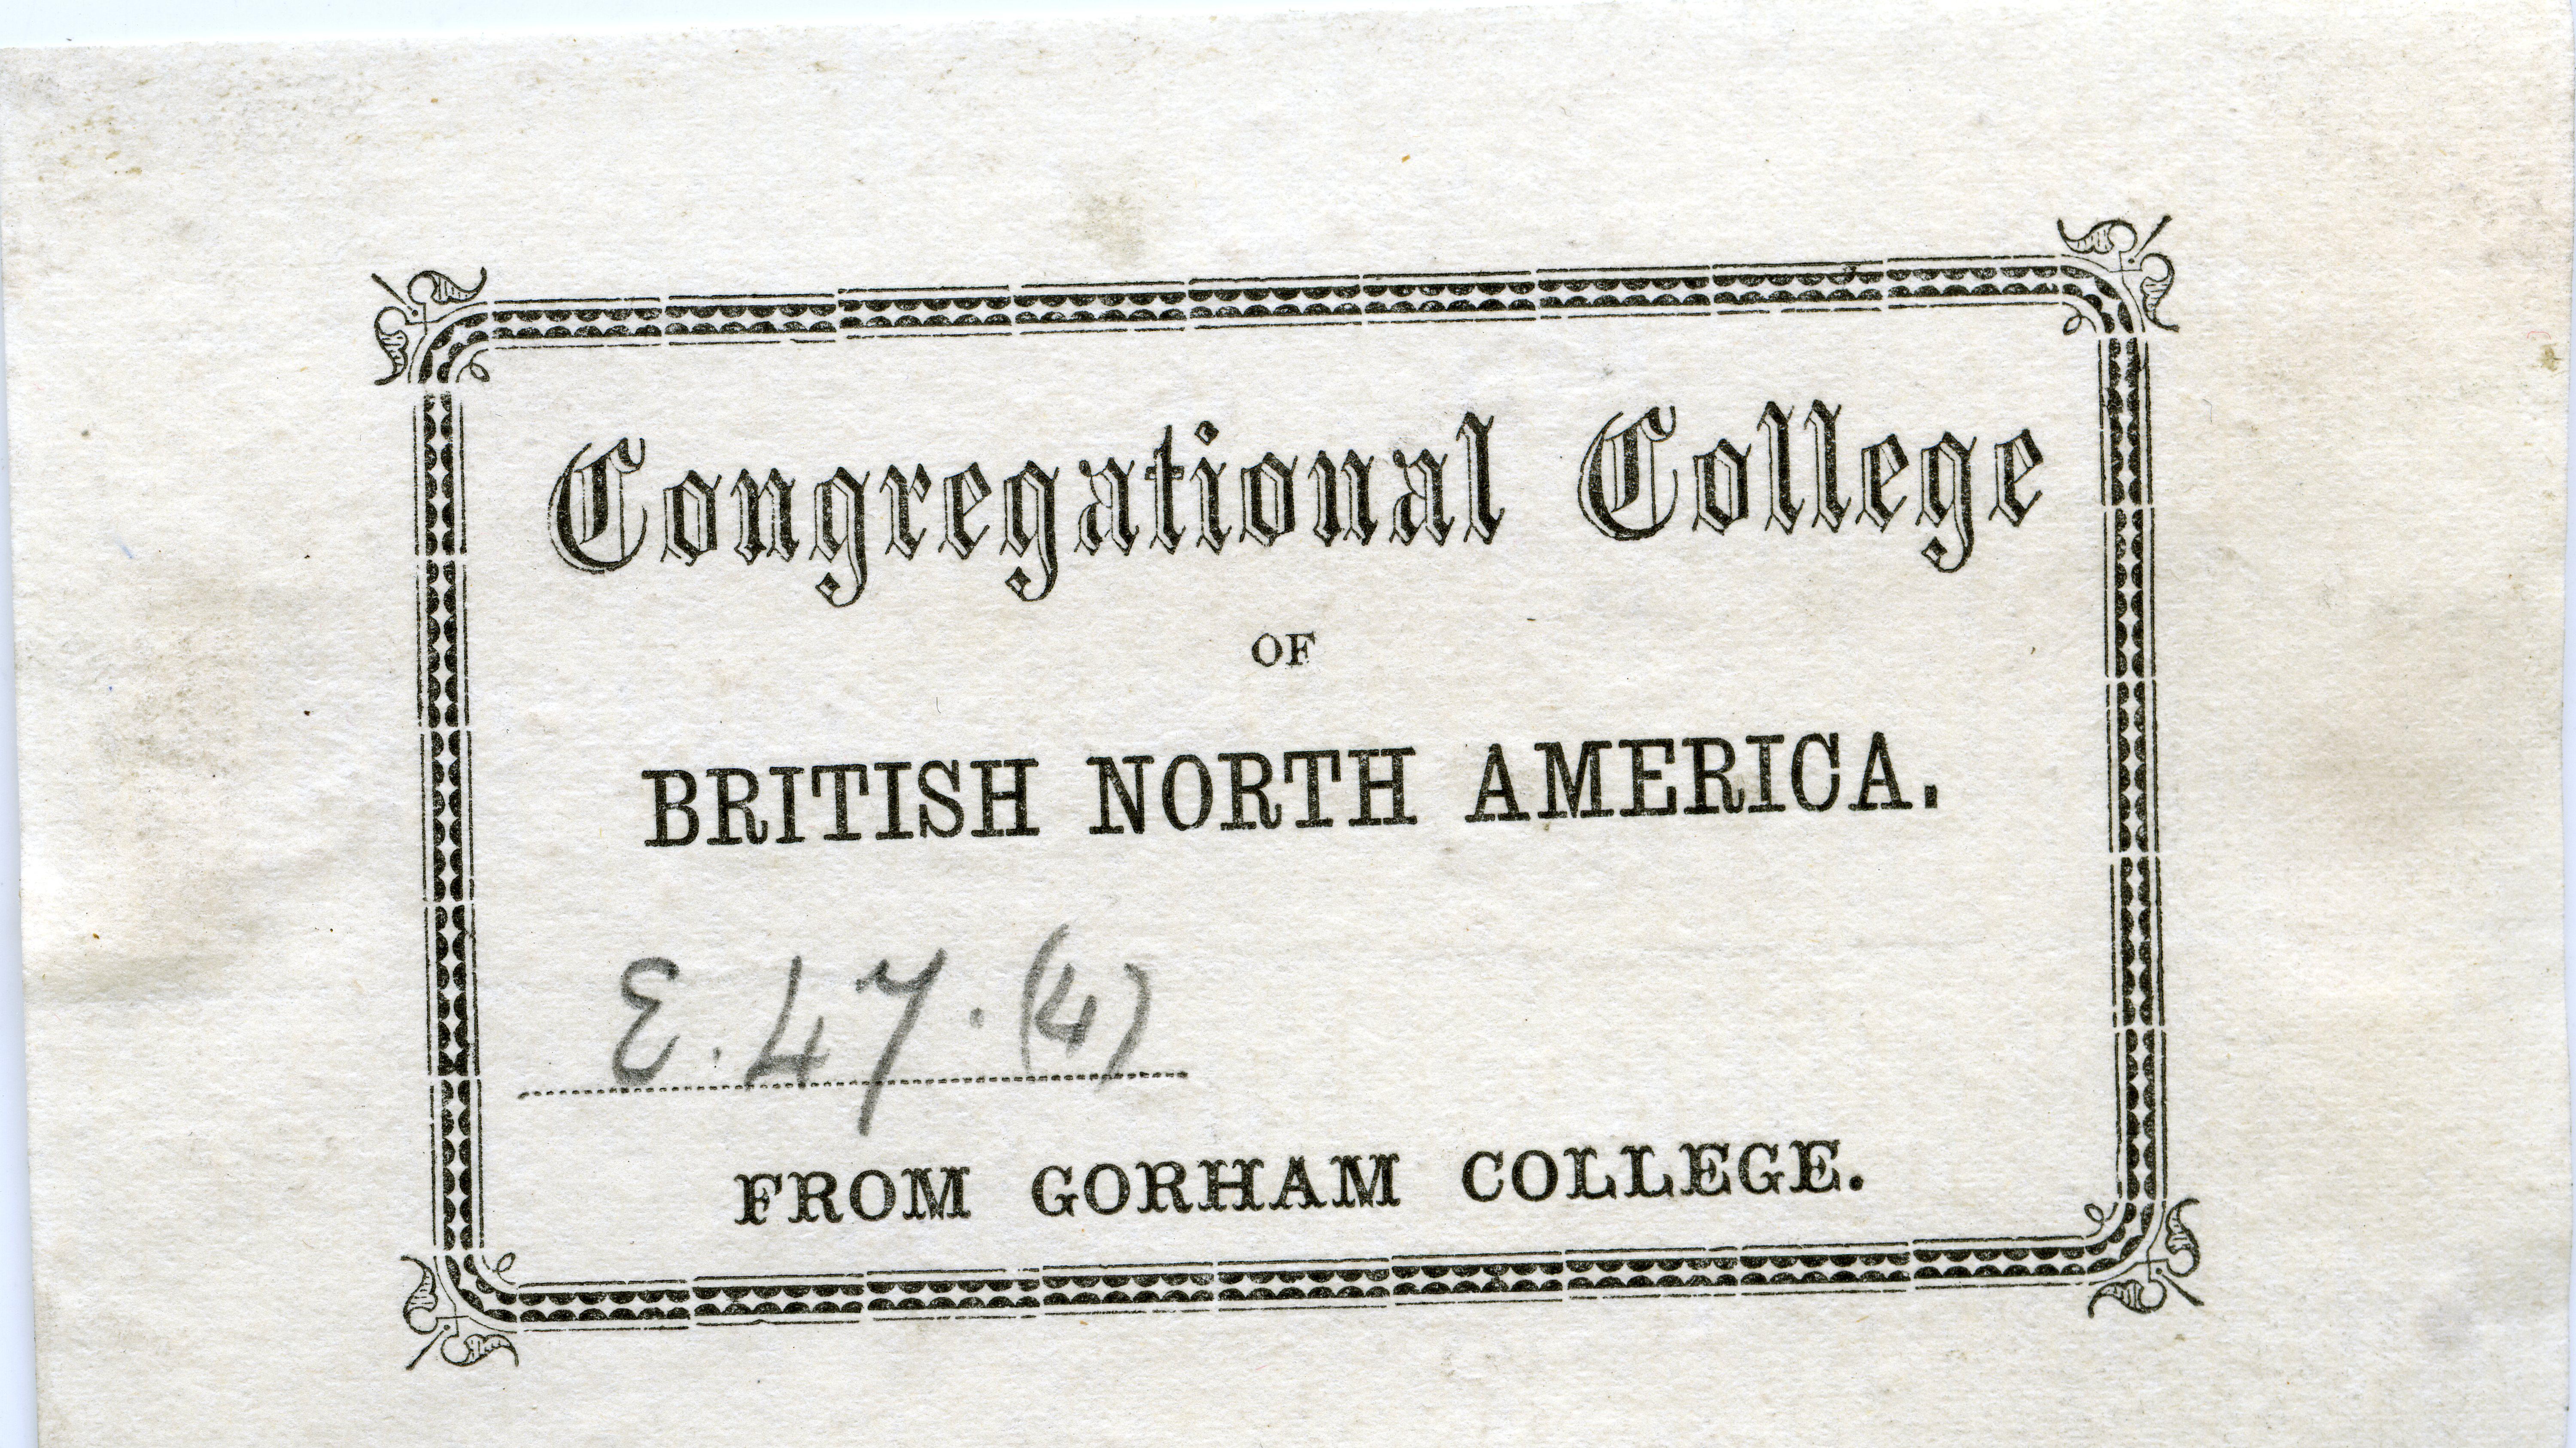 Congregational College
OF
BRITISH NORTH AMERICA.
E. 47. (4)
FROM GORHAM COLLEGE.